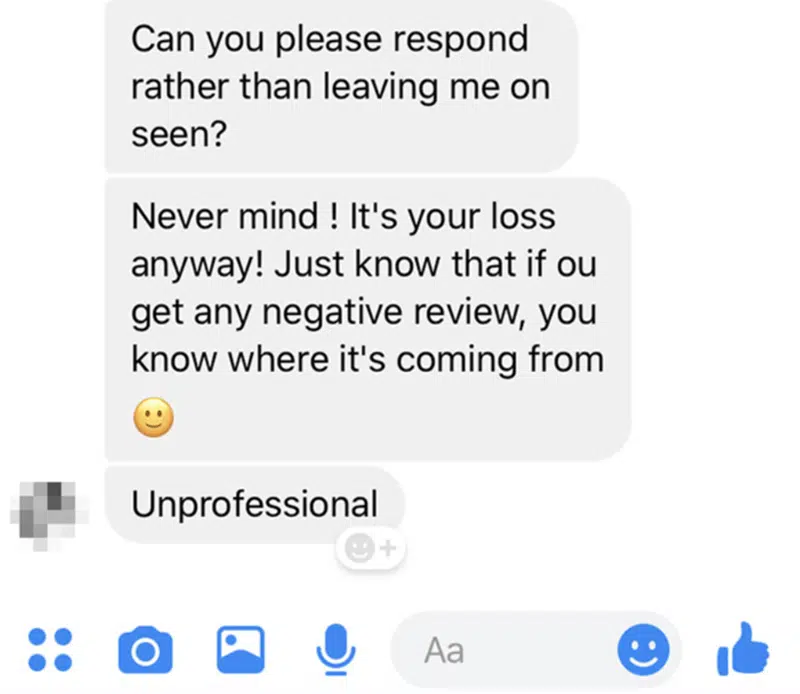 Can you please respond
rather than leaving me on
seen?
Never mind ! It's your loss
anyway! Just know that if ou
get any negative review, you
know where it's coming from
🙂
Unprofessional
Aa